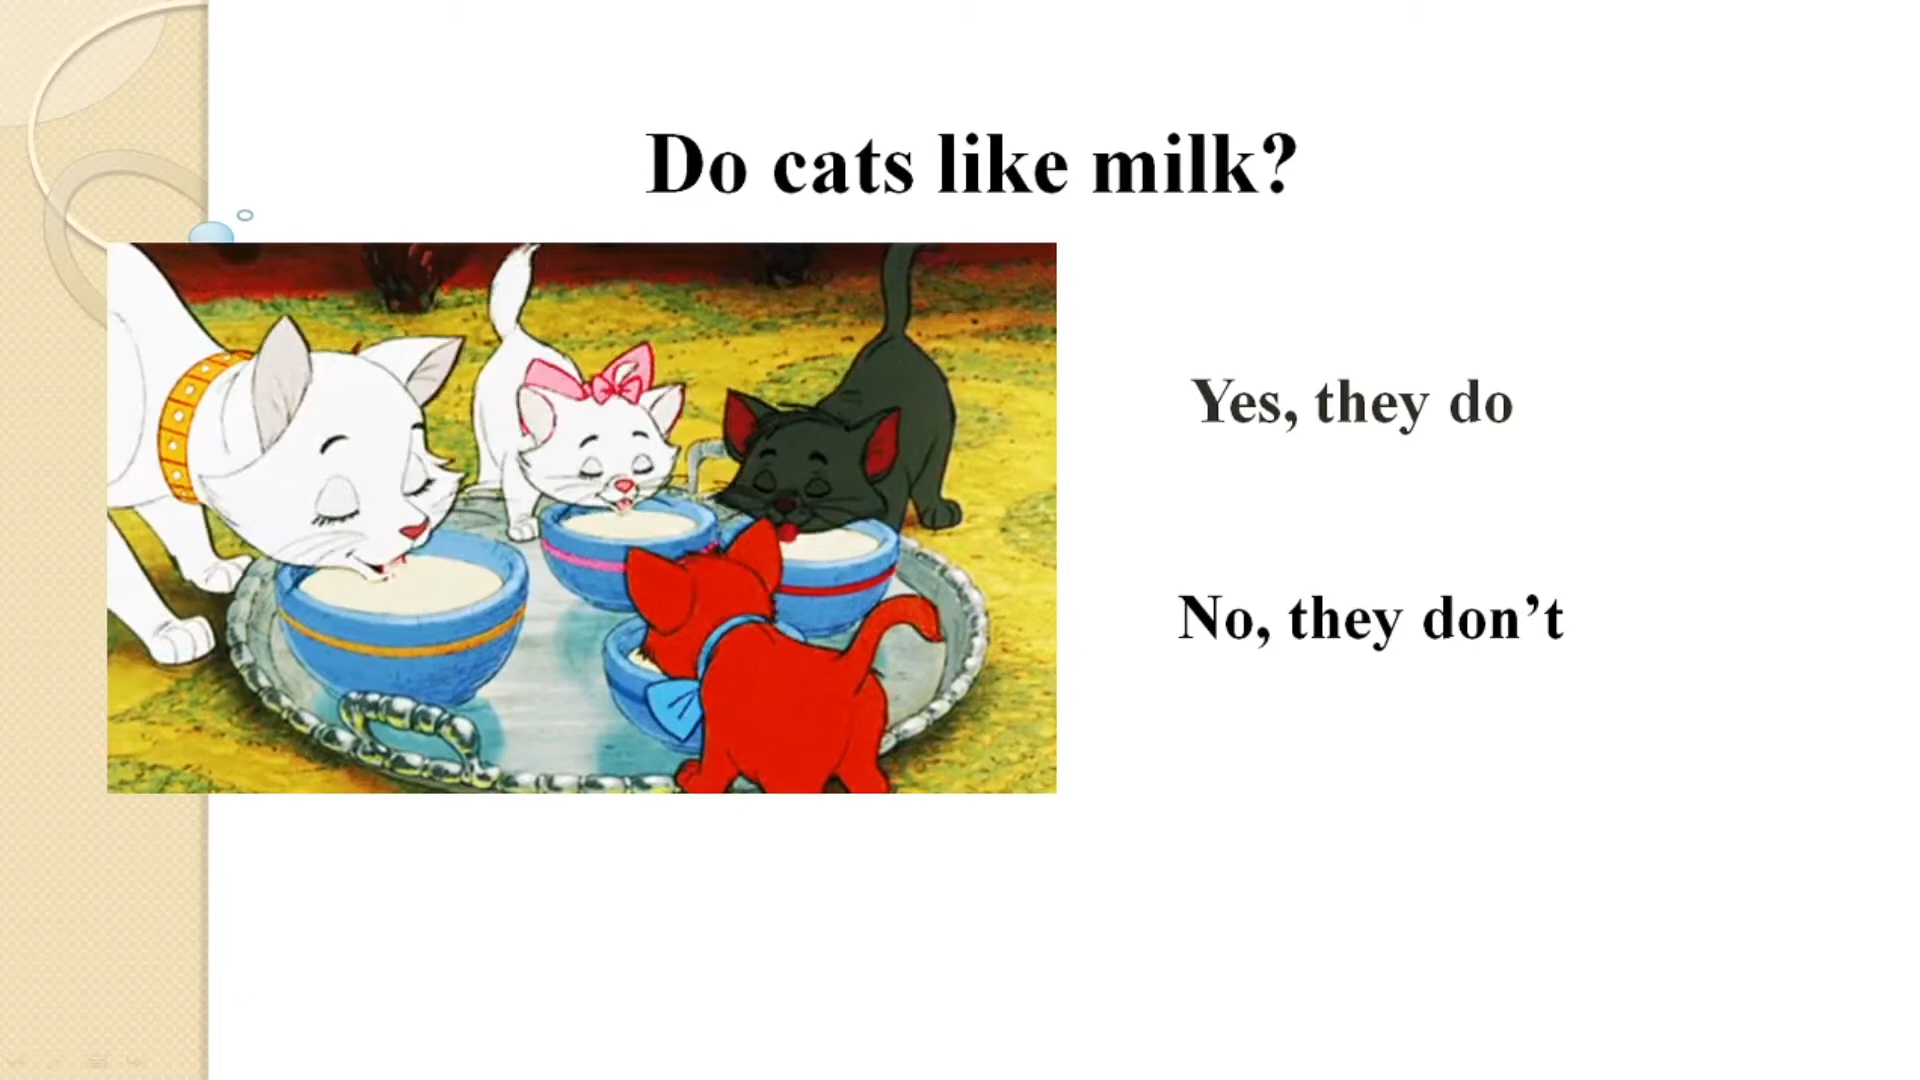 Do cats like milk?
Yes, they do
No, they don’t